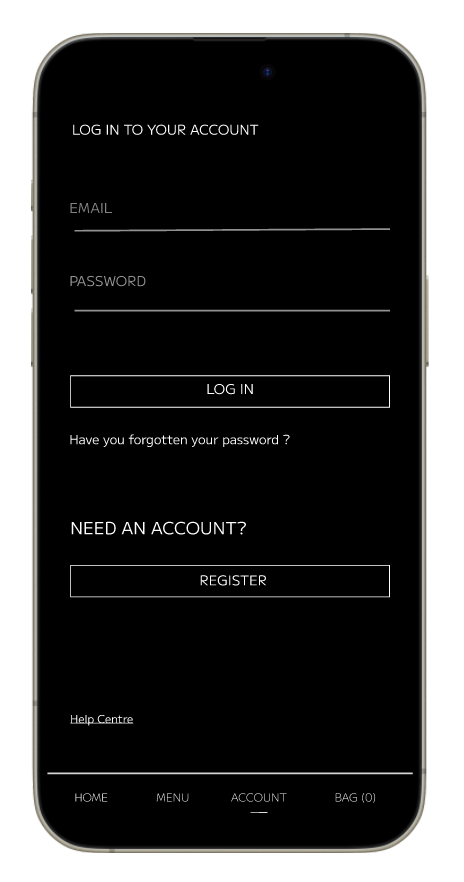 LOG IN TO YOUR ACCOUNT
EMAIL
PASSWORD
LOG IN
Have you forgotten your password ?
NEED AN ACCOUNT?
REGISTER
Help Centre
HOME MENU ACCOUNT BAG (0)